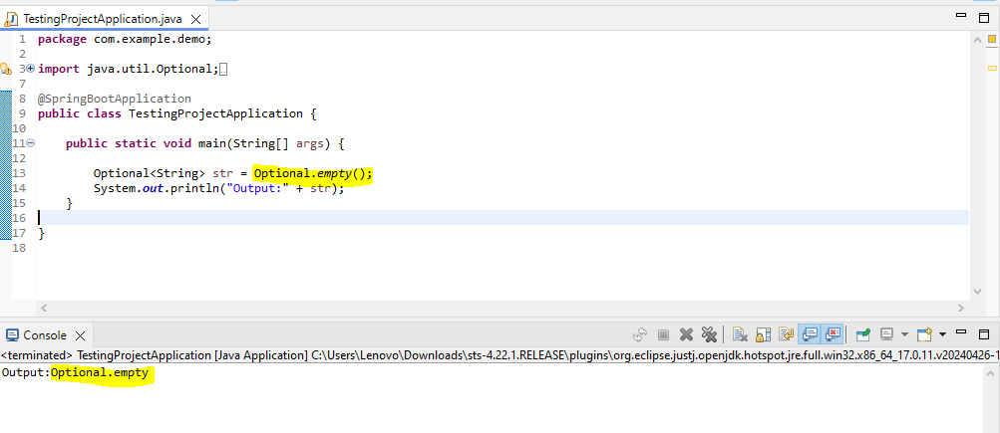 TestingProjectApplication.java
1 package com.example.demo;
2
3 import java.util.Optional;
7
8 @SpringBootApplication
9 public class TestingProjectApplication {
10
11 public static void main(String[] args) {
12
13 Optional<String> str = Optional.empty();
14 System.out.println("Output:" + str);
15 }
16
17 }
18
Console
<terminated> TestingProjectApplication [Java Application] C:\Users\Lenovo\Downloads\sts-4.22.1.RELEASE\plugins\org.eclipse.justj.openjdk.hotspot.jre.full.win32.x86_64_17.0.11.v20240426-1
Output:Optional.empty